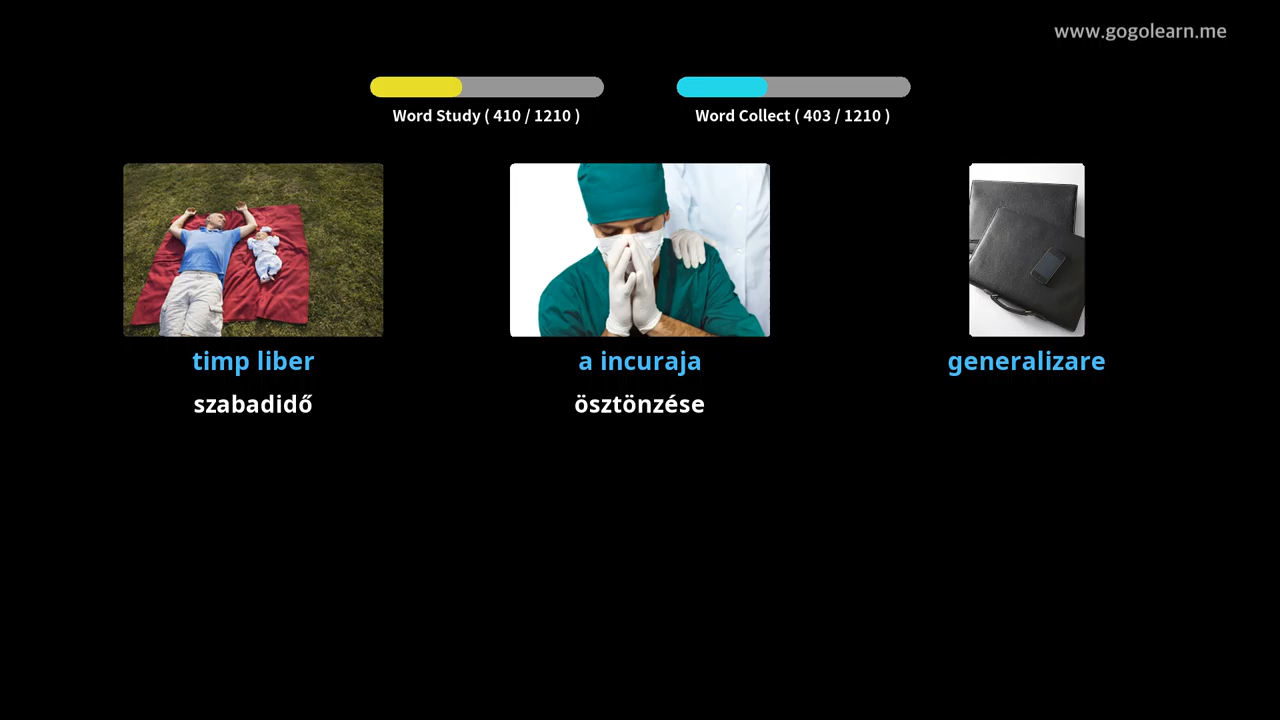 www.gogolearn.me
Word Study ( 410 / 1210 )
Word Collect ( 403 / 1210 )
timp liber
a incuraja
generalizare
szabadidő
ösztönzése